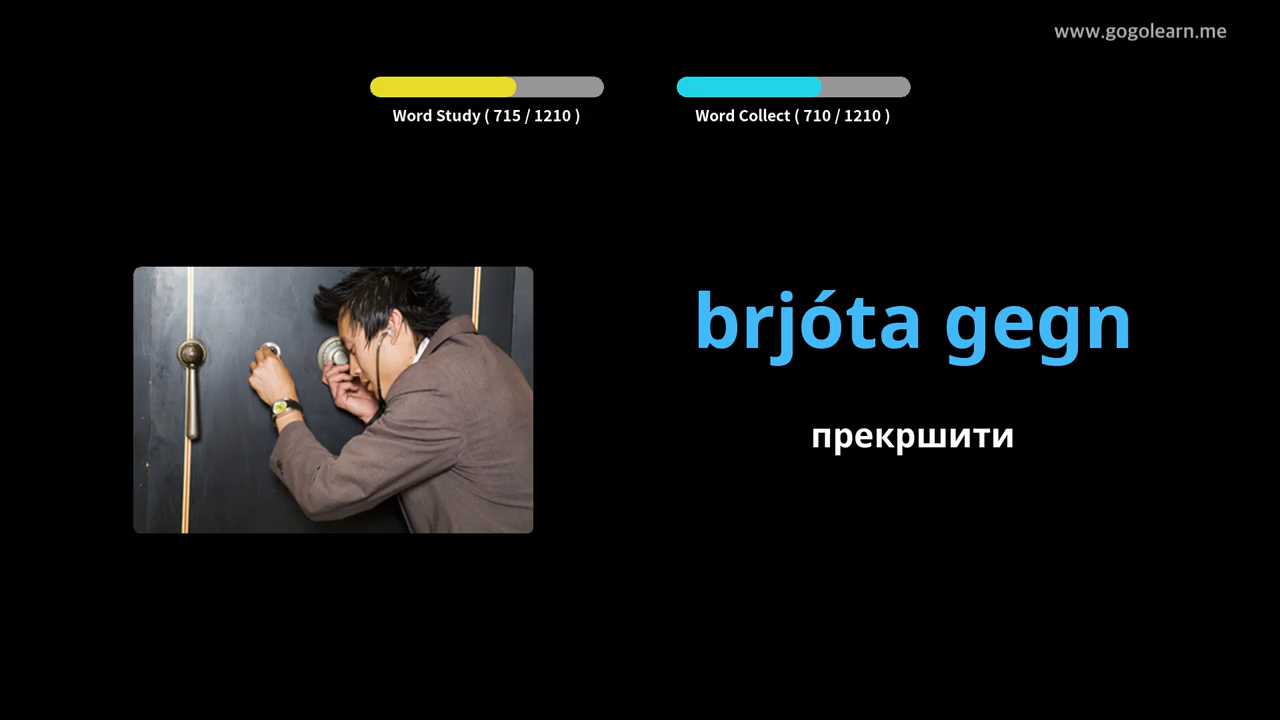 www.gogolearn.me
Word Study ( 715 / 1210 )
Word Collect ( 710 / 1210 )
brjóta gegn
прекршити